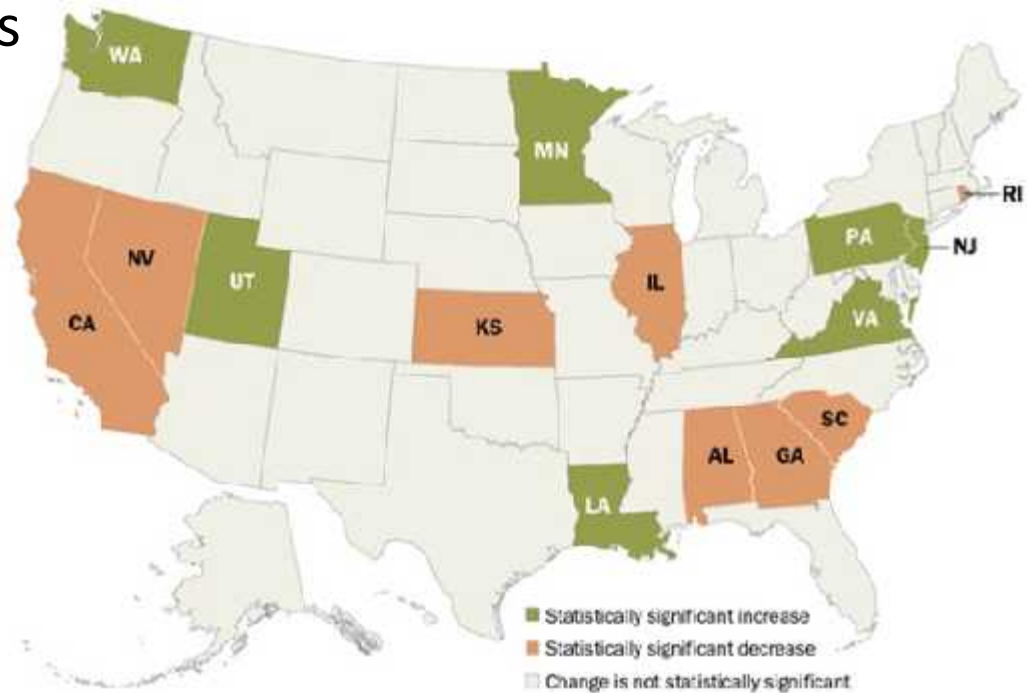 S
WA
MN
RI
PA
NJ
NV
UT
IL
VA
CA
KS
SC
AL
GA
LA
Statistically significant increase
Statistically significant decrease
Change is not statistically significant